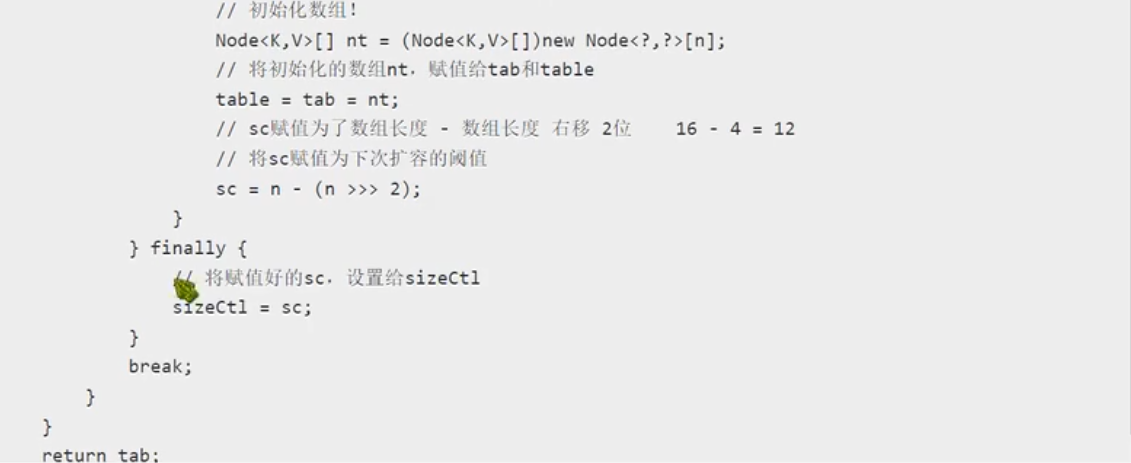 // 初始化数组!
Node<K,V>[] nt = (Node<K,V>[])new Node<?,?>[n];
// 将初始化的数组nt，赋值给tab和table
table = tab = nt;
// sc赋值为了数组长度 - 数组长度 右移 2位    16 - 4 = 12
// 将sc赋值为下次扩容的阈值
sc = n - (n >>> 2);
}
} finally {
// 将赋值好的sc，设置给sizeCtl
sizeCtl = sc;
}
break;
}
}
return tab;